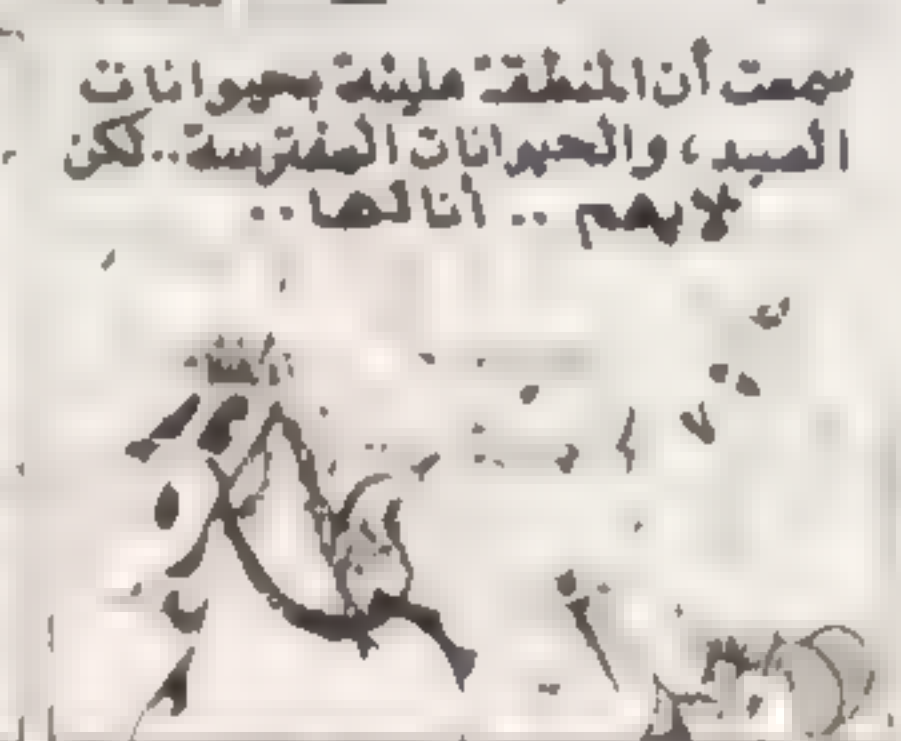 سمعت أن المنطقة مليئة بحيوانات
الصيد، والحيوانات المفترسة.. لكن
لا يهم .. أنا لها..